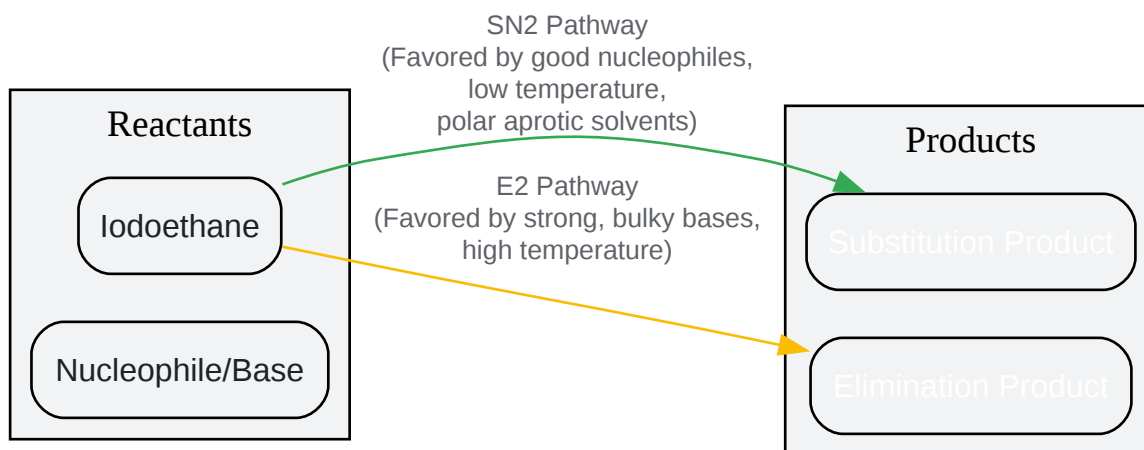 SN2 Pathway
(Favored by good nucleophiles,
low temperature,
polar aprotic solvents)
Reactants
Products
Iodoethane
E2 Pathway
(Favored by strong, bulky bases,
high temperature)
Substitution Product
Nucleophile/Base
Elimination Product